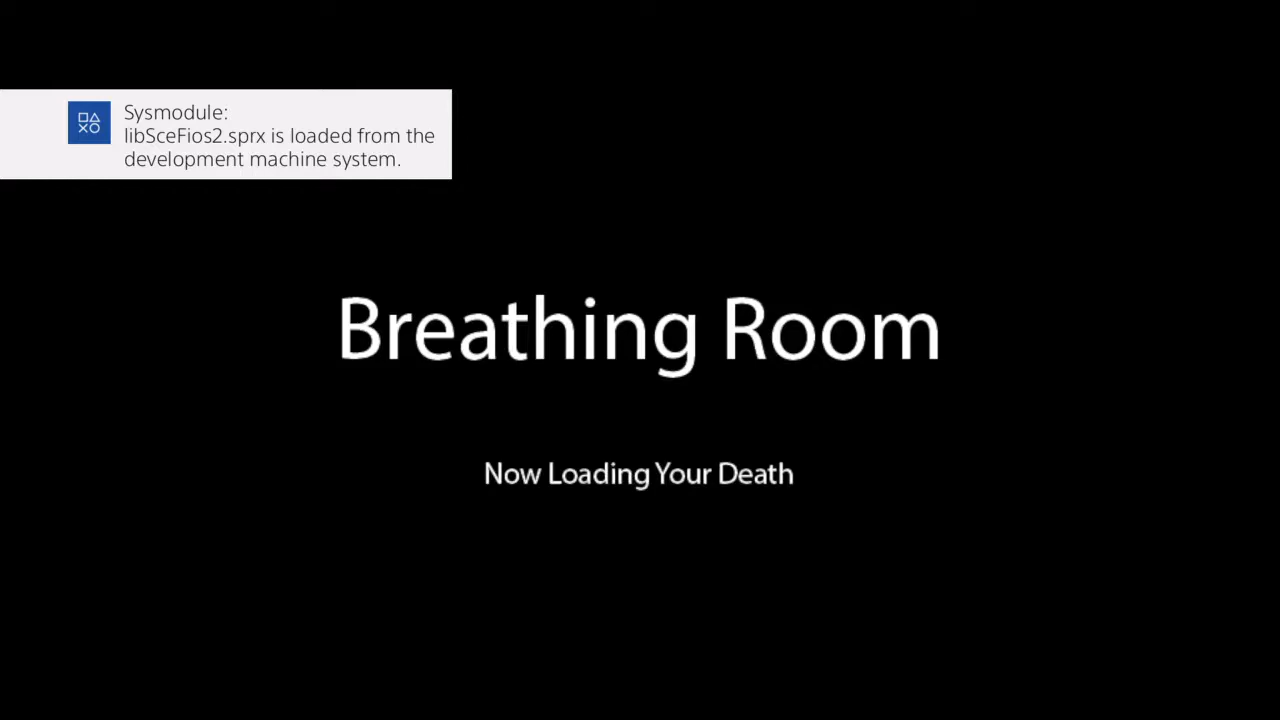 Sysmodule:
libSceFios2.sprx is loaded from the
development machine system.
Breathing Room
Now Loading Your Death